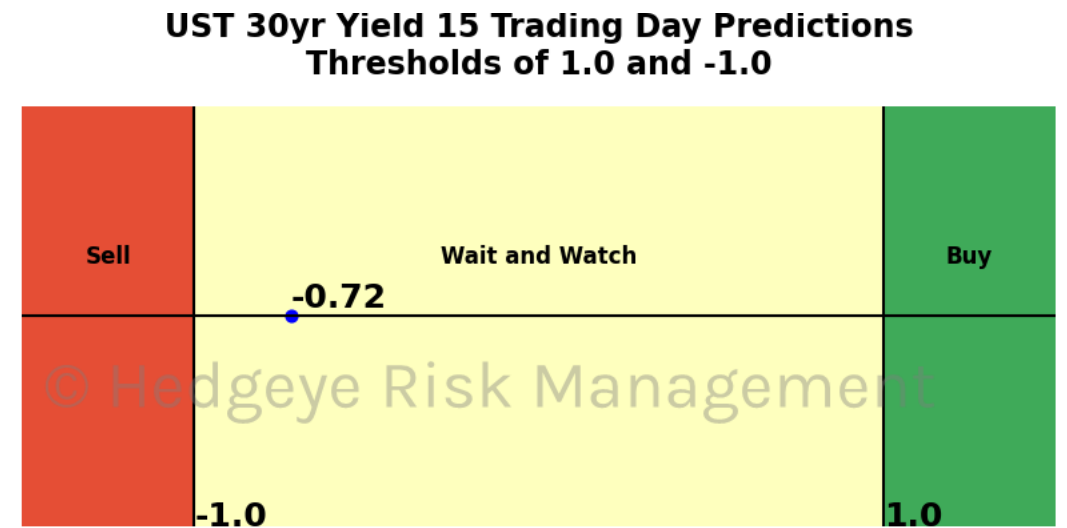 UST 30yr Yield 15 Trading Day Predictions
Thresholds of 1.0 and -1.0
Sell
Wait and Watch
Buy
-0.72
© Hedgeye Risk Management
-1.0
1.0